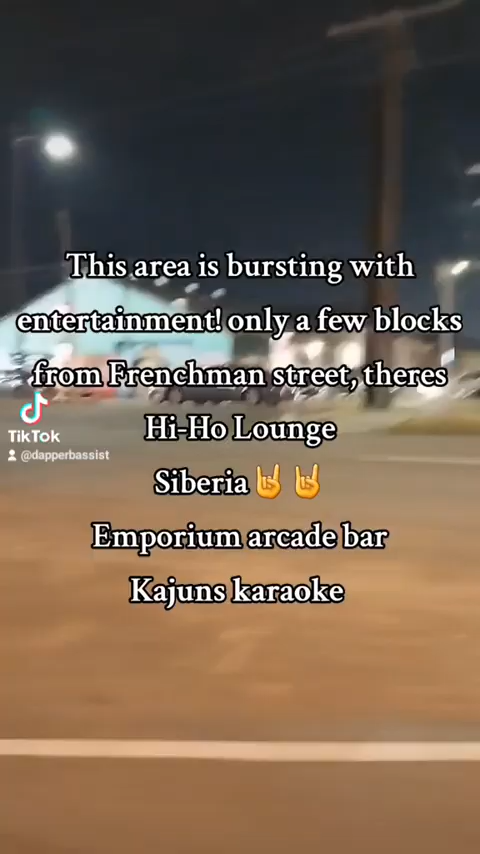 This area is bursting with
entertainment! only a few blocks
from Frenchman street, theres
Hi-Ho Lounge
Siberia🤘🤘
Emporium arcade bar
Kajuns karaoke
TikTok
@dapperbassist